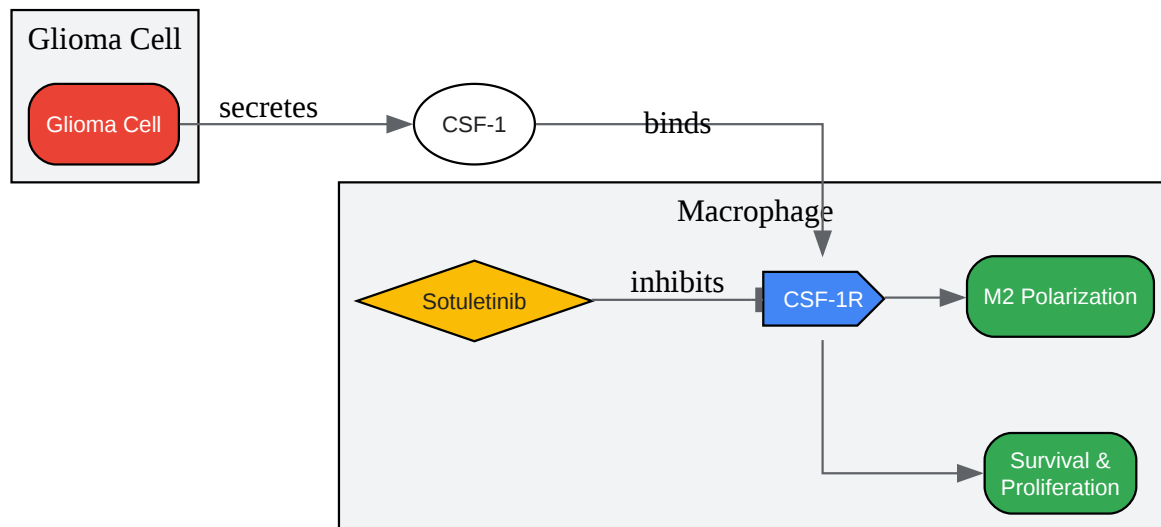 Glioma Cell
Glioma Cell
secretes
CSF-1
binds
Macrophage
Sotuletinib
inhibits
CSF-1R
M2 Polarization
Survival &
Proliferation